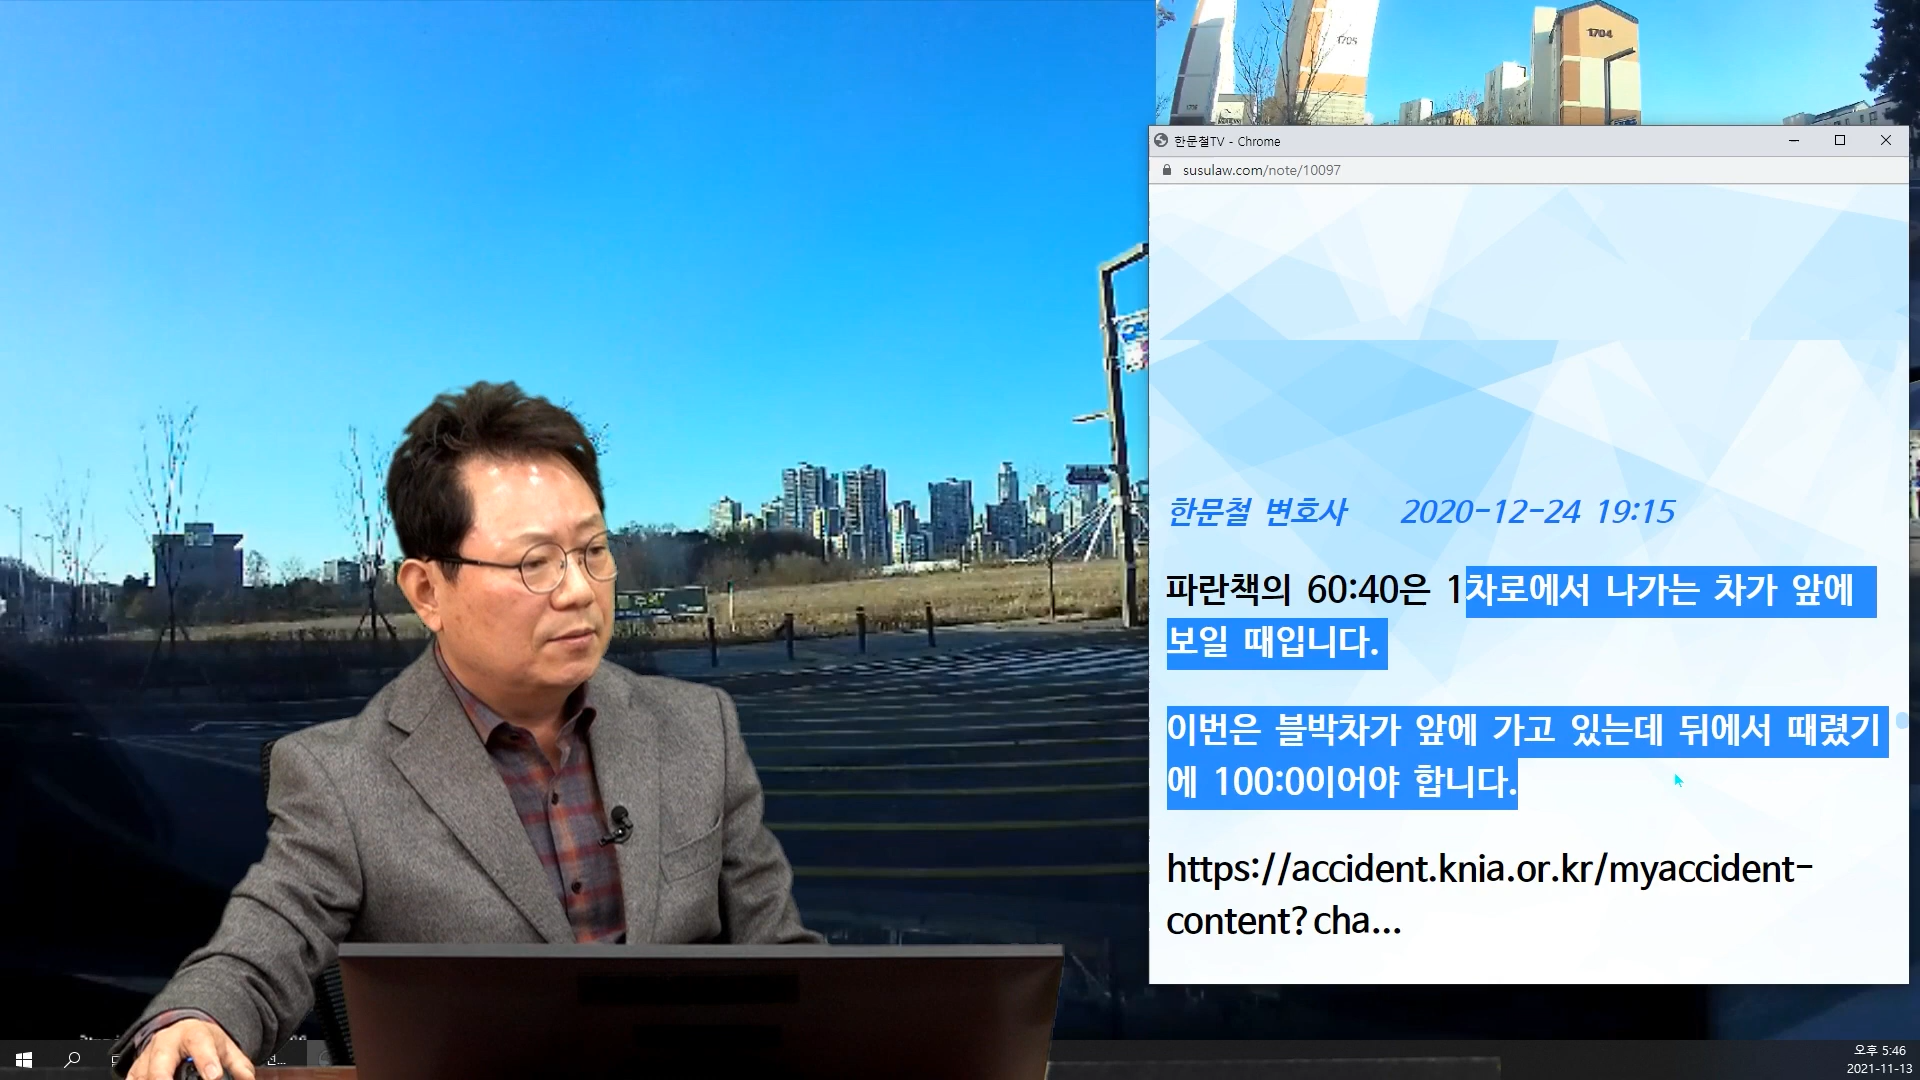 1705
1704
한문철TV - Chrome
susulaw.com/note/10097
한문철 변호사 2020-12-24 19:15
파란책의 60:40은 1차로에서 나가는 차가 앞에
보일 때입니다.
이번은 블박차가 앞에 가고 있는데 뒤에서 때렸기
에 100:0이어야 합니다.
https://accident.knia.or.kr/myaccident-
content?cha...
오후 5:46
2021-11-13